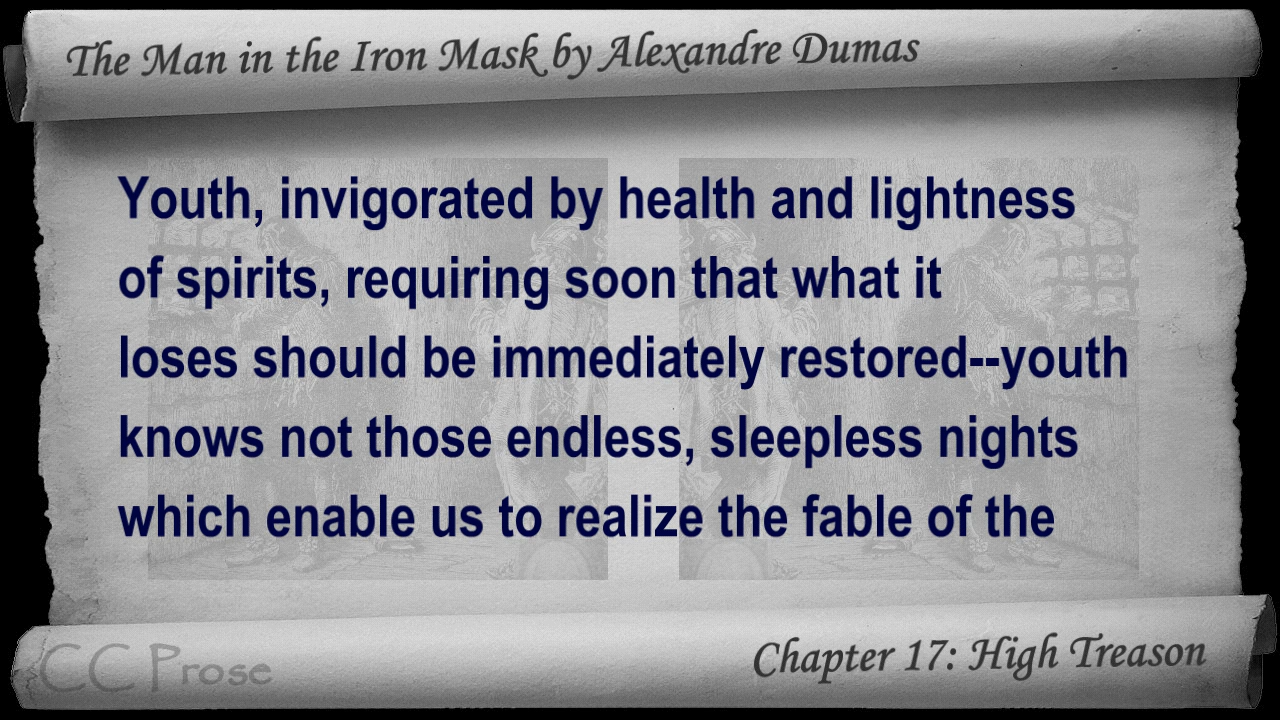 The Man in the Iron Mask by Alexandre Dumas
Youth, invigorated by health and lightness
of spirits, requiring soon that what it
loses should be immediately restored--youth
knows not those endless, sleepless nights
which enable us to realize the fable of the
CC Prose
Chapter 17: High Treason